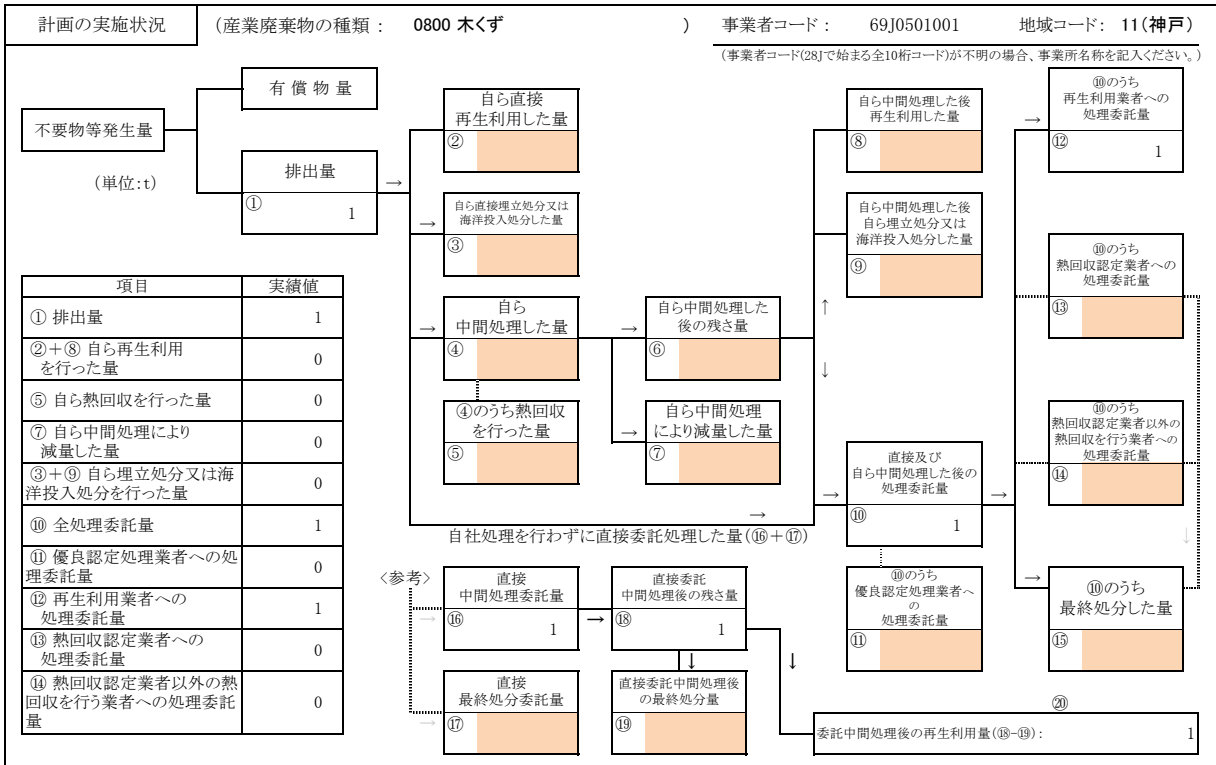 計画の実施状況 (産業廃棄物の種類 : 0800 木くず ) 事業者コード : 69J0501001 地域コード: 11(神戸)
(事業者コード(28Jで始まる全10桁コード)が不明の場合、事業所名称を記入ください。)
不要物等発生量
(単位:t)
有 償 物 量
排出量
① 1
→
自ら直接
再生利用した量
②
→
自ら直接埋立処分又は
海洋投入処分した量
③
→
自ら
中間処理した量
④
④のうち熱回収
を行った量
⑤
→
自ら中間処理した
後の残さ量
⑥
→
自ら中間処理
により減量した量
⑦
自ら中間処理した後
再生利用した量
⑧
自ら中間処理した後
自ら埋立処分又は
海洋投入処分した量
⑨
↑
↓
→
自社処理を行わずに直接委託処理した量(⑯+⑰)
→
直接及び
自ら中間処理した後の
処理委託量
⑩ 1
→
⑩のうち
優良認定処理業者へ
の
処理委託量
⑪
→
⑩のうち
再生利用業者への
処理委託量
⑫ 1
⑩のうち
熱回収認定業者への
処理委託量
⑬
⑩のうち
熱回収認定業者以外の
熱回収を行う業者への
処理委託量
⑭
↓
→
⑩のうち
最終処分した量
⑮
項目 実績値
① 排出量 1
②+⑧ 自ら再生利用
を行った量 0
⑤ 自ら熱回収を行った量 0
⑦ 自ら中間処理により
減量した量 0
③+⑨ 自ら埋立処分又は海
洋投入処分を行った量 0
⑩ 全処理委託量 1
⑪ 優良認定処理業者への処
理委託量 0
⑫ 再生利用業者への
処理委託量 1
⑬ 熱回収認定業者への
処理委託量 0
⑭ 熱回収認定業者以外の熱
回収を行う業者への処理委託
量 0
<参考>
→
直接
中間処理委託量
⑯ 1
→
直接委託
中間処理後の残さ量
⑱ 1
→
直接
最終処分委託量
⑰
↓
直接委託中間処理後
の最終処分量
⑲
↓
⑳
委託中間処理後の再生利用量(⑱-⑲) : 1